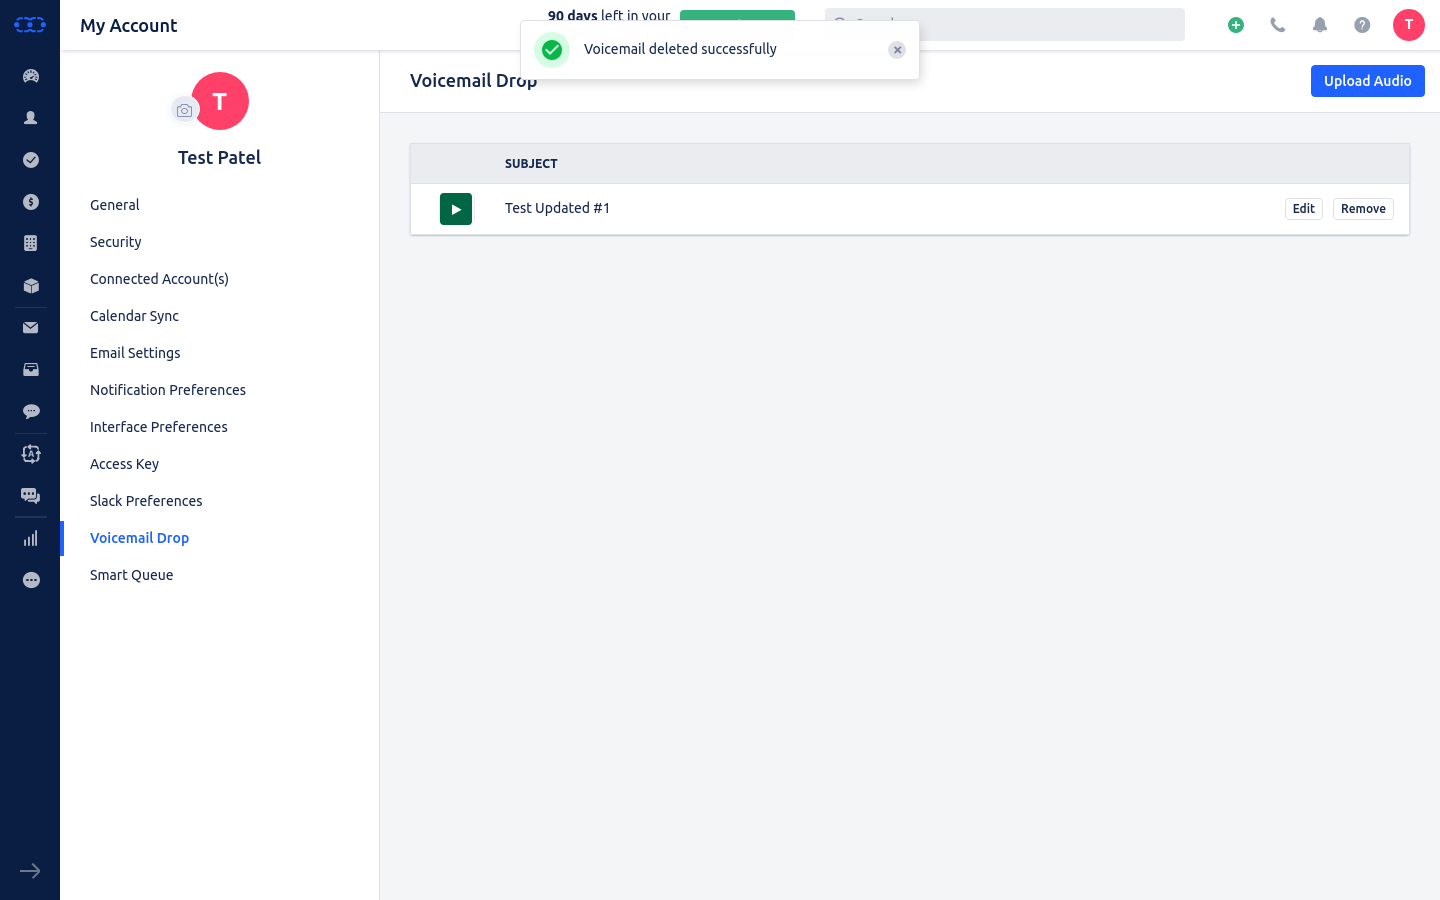 My Account
90 days left in your
Voicemail deleted successfully
T
T
Test Patel
General
Security
Connected Account(s)
Calendar Sync
Email Settings
Notification Preferences
Interface Preferences
Access Key
Slack Preferences
Voicemail Drop
Smart Queue
Voicemail Drop
Upload Audio
SUBJECT
Test Updated #1
Edit
Remove